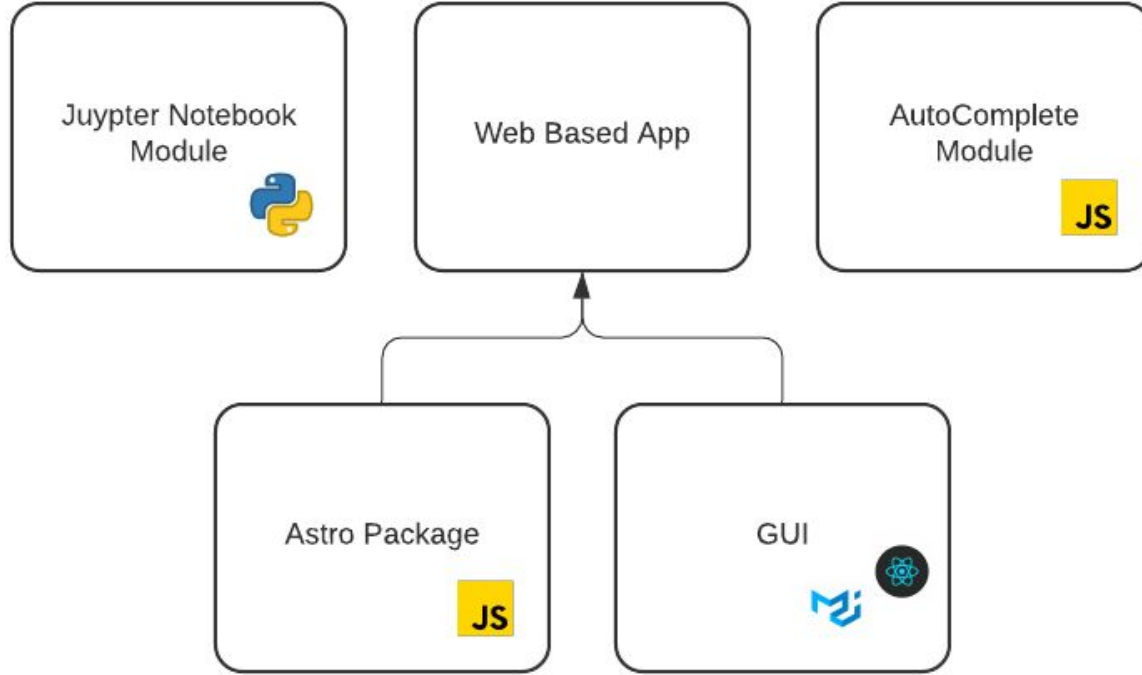 Juypter Notebook
Module
Web Based App
AutoComplete
Module
JS
Astro Package
JS
GUI